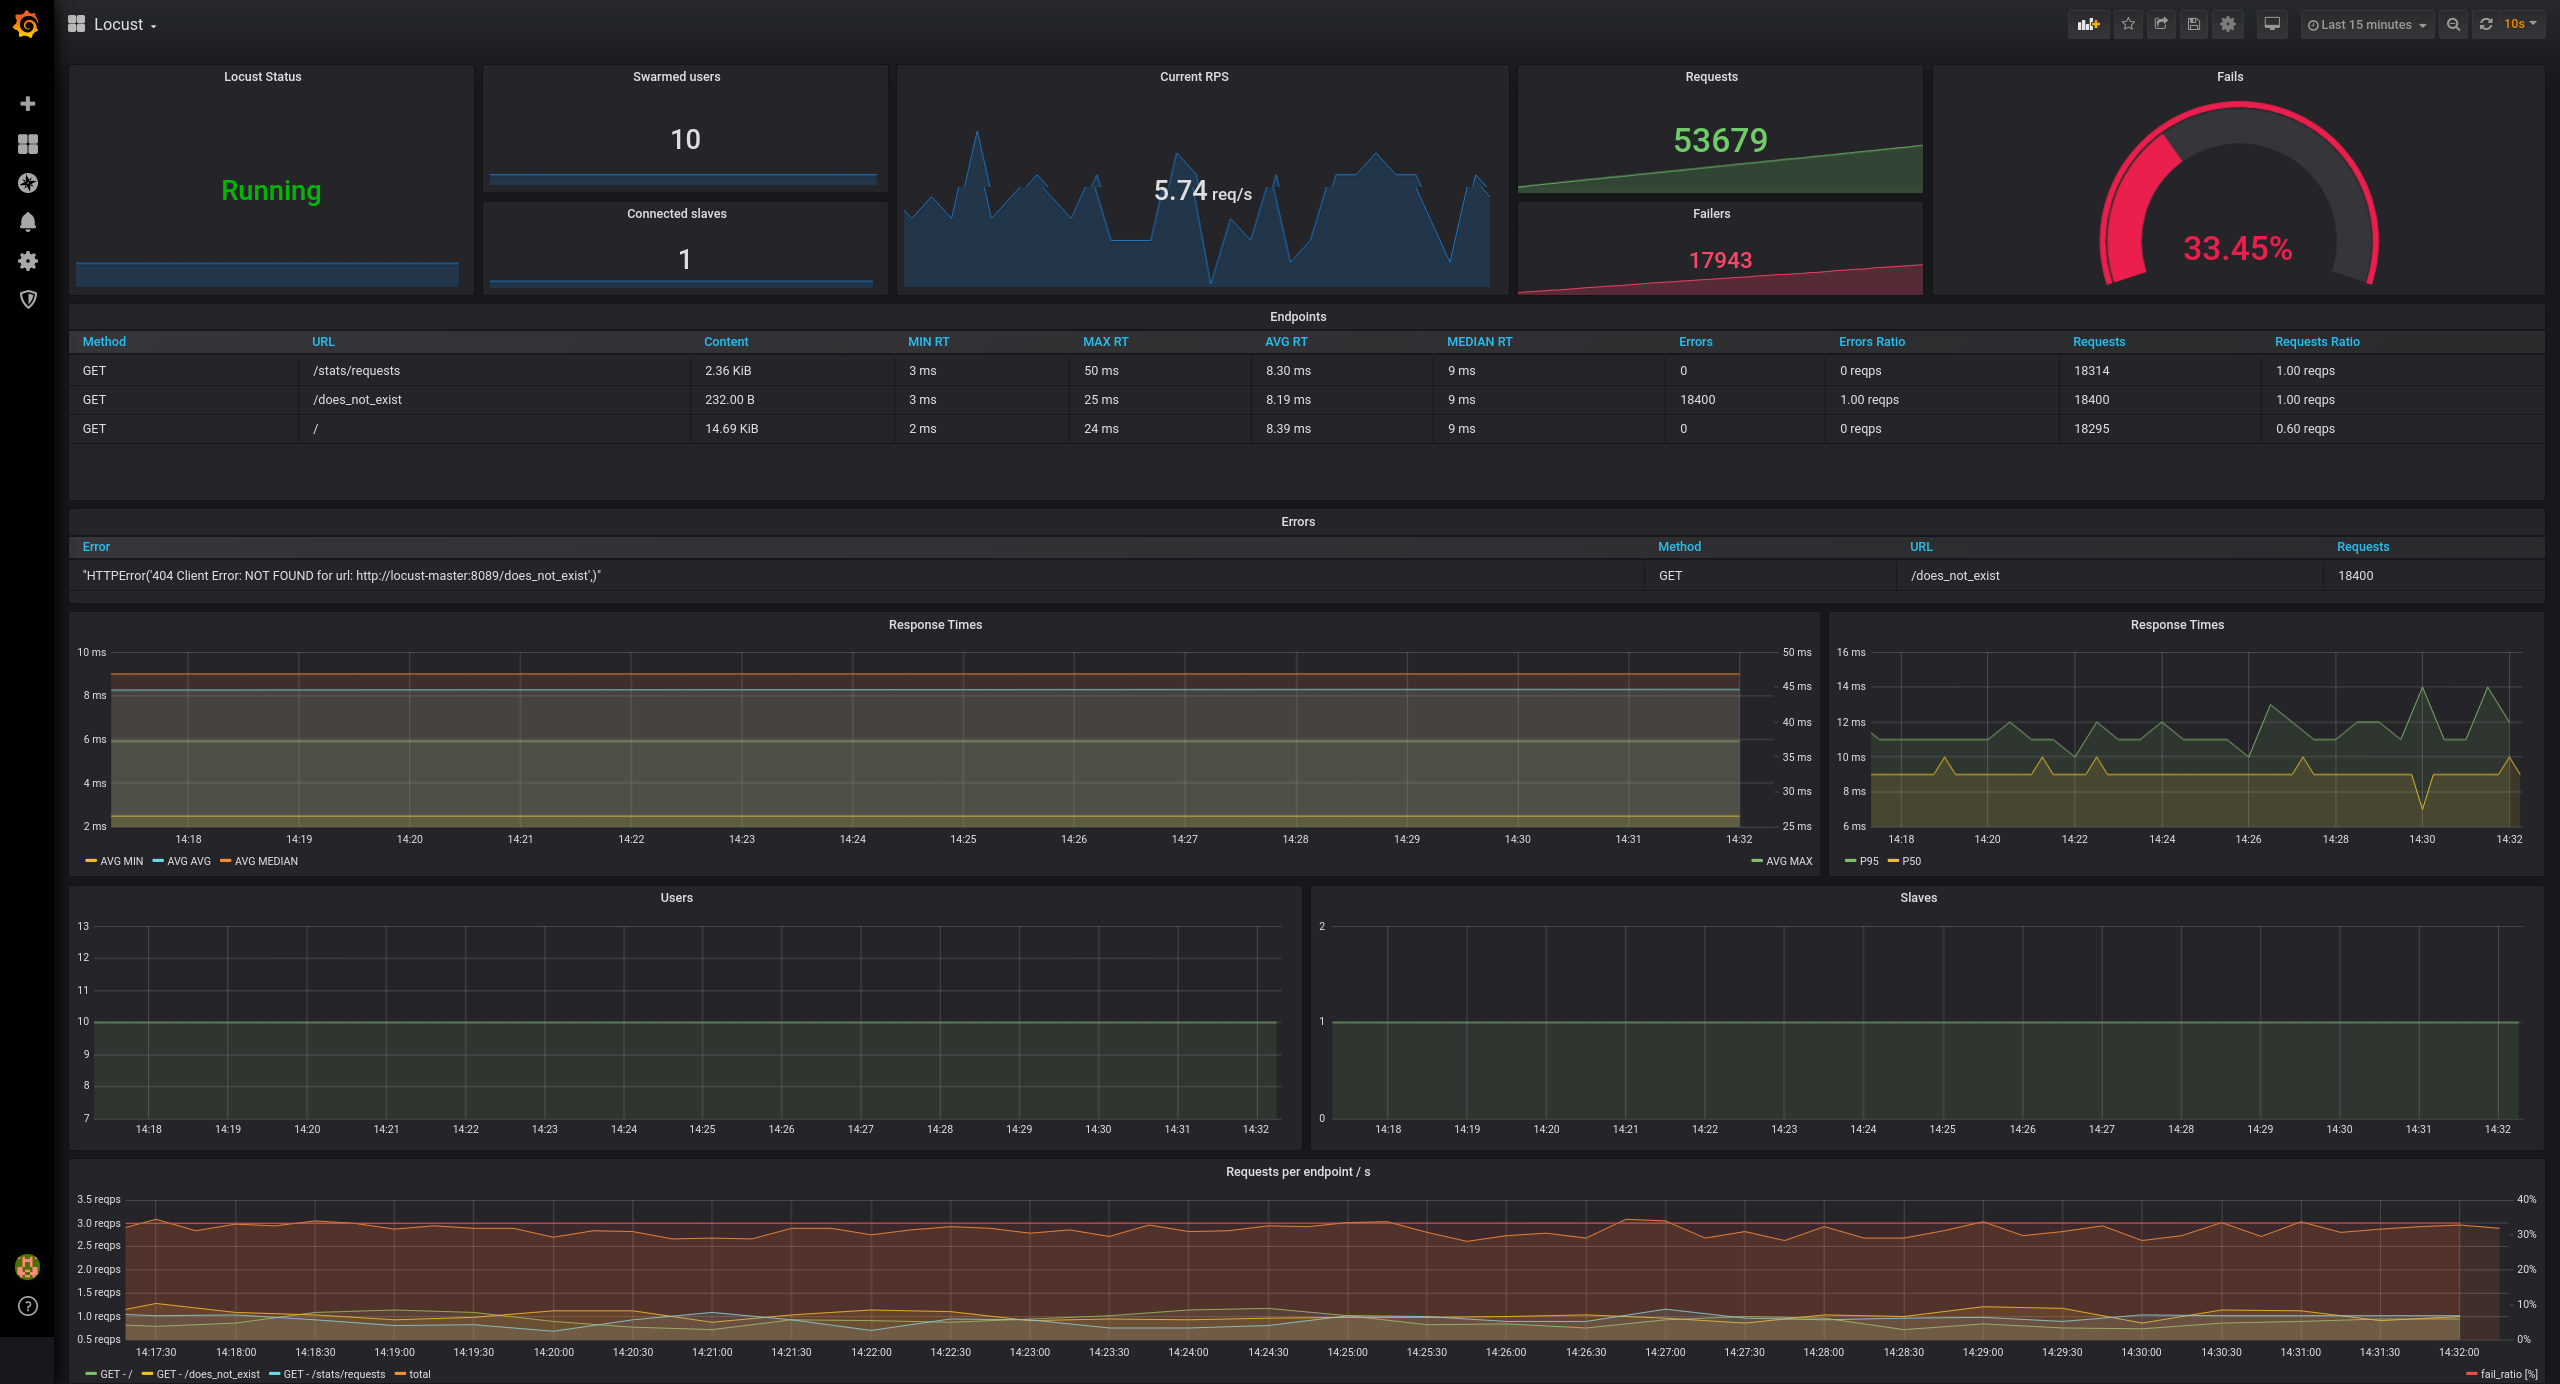 Locust
Last 15 minutes
10s
Locust Status
Running
Swarmed users
10
Connected slaves
1
Current RPS
5.74 req/s
Requests
53679
Failers
17943
Fails
33.45%
Endpoints
Method URL Content MIN RT MAX RT AVG RT MEDIAN RT Errors Errors Ratio Requests Requests Ratio
GET /stats/requests 2.36 KiB 3 ms 50 ms 8.30 ms 9 ms 0 0 reqps 18314 1.00 reqps
GET /does_not_exist 232.00 B 3 ms 25 ms 8.19 ms 9 ms 18400 1.00 reqps 18400 1.00 reqps
GET / 14.69 KiB 2 ms 24 ms 8.39 ms 9 ms 0 0 reqps 18295 0.60 reqps
Errors
Error Method URL Requests
"HTTPError('404 Client Error: NOT FOUND for url: http://locust-master:8089/does_not_exist',)" GET /does_not_exist 18400
Response Times
10 ms
8 ms
6 ms
4 ms
2 ms
50 ms
45 ms
40 ms
35 ms
30 ms
25 ms
14:18 14:19 14:20 14:21 14:22 14:23 14:24 14:25 14:26 14:27 14:28 14:29 14:30 14:31 14:32
AVG MIN AVG AVG AVG MEDIAN AVG MAX
Response Times
16 ms
14 ms
12 ms
10 ms
8 ms
6 ms
14:18 14:20 14:22 14:24 14:26 14:28 14:30 14:32
P95 P50
Users
13
12
11
10
9
8
7
14:18 14:19 14:20 14:21 14:22 14:23 14:24 14:25 14:26 14:27 14:28 14:29 14:30 14:31 14:32
Slaves
2
1
0
14:18 14:19 14:20 14:21 14:22 14:23 14:24 14:25 14:26 14:27 14:28 14:29 14:30 14:31 14:32
Requests per endpoint / s
3.5 reqps
3.0 reqps
2.5 reqps
2.0 reqps
1.5 reqps
1.0 reqps
0.5 reqps
40%
30%
20%
10%
0%
14:17:30 14:18:00 14:18:30 14:19:00 14:19:30 14:20:00 14:20:30 14:21:00 14:21:30 14:22:00 14:22:30 14:23:00 14:23:30 14:24:00 14:24:30 14:25:00 14:25:30 14:26:00 14:26:30 14:27:00 14:27:30 14:28:00 14:28:30 14:29:00 14:29:30 14:30:00 14:30:30 14:31:00 14:31:30 14:32:00
GET - / GET - /does_not_exist GET - /stats/requests total fail_ratio [%]